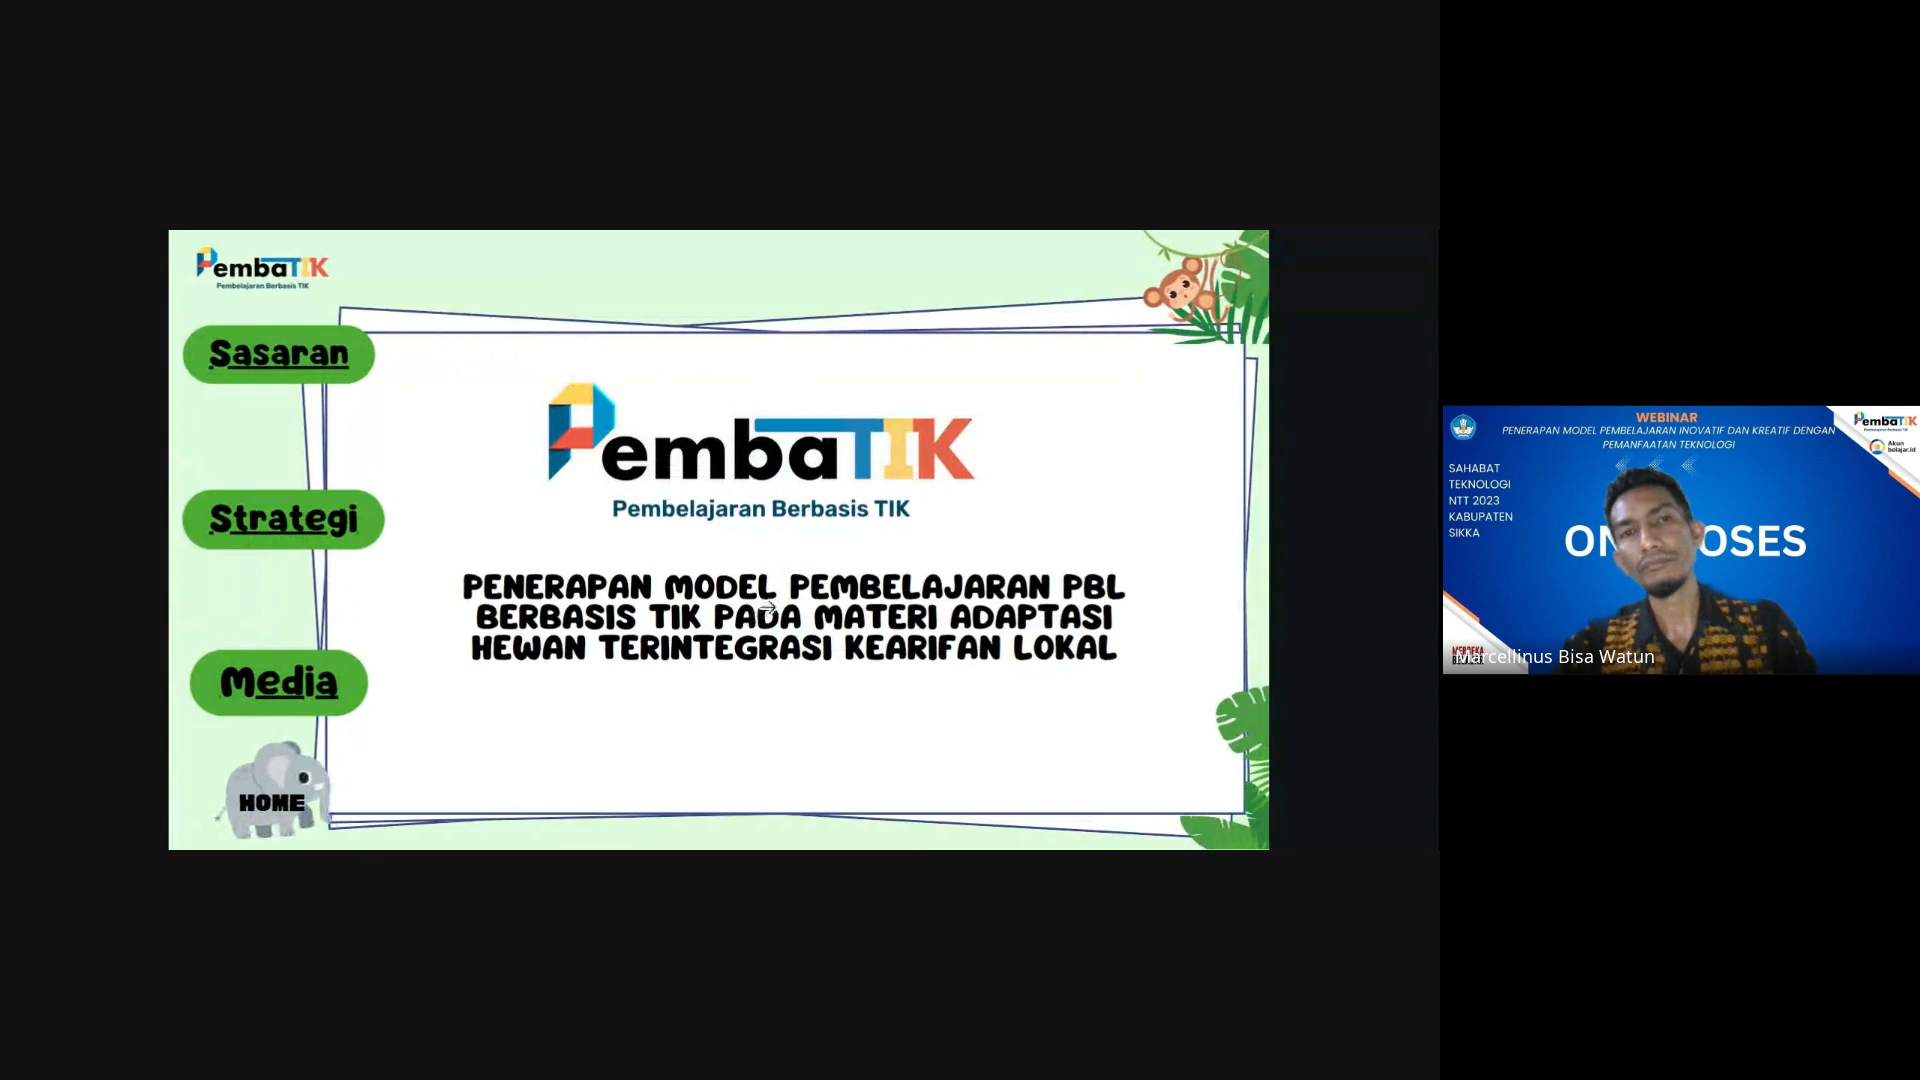 PembaTIK
Pembelajaran Berbasis TIK
Sasaran
Strategi
Media
HOME
PembaTIK
Pembelajaran Berbasis TIK
PENERAPAN MODEL PEMBELAJARAN PBL
BERBASIS TIK PADA MATERI ADAPTASI
HEWAN TERINTEGRASI KEARIFAN LOKAL
WEBINAR
PENERAPAN MODEL PEMBELAJARAN INOVATIF DAN KREATIF DENGAN
PEMANFAATAN TEKNOLOGI
PembaTIK
Akun
belajar.id
SAHABAT
TEKNOLOGI
NTT 2023
KABUPATEN
SIKKA
Marcellinus Bisa Watun